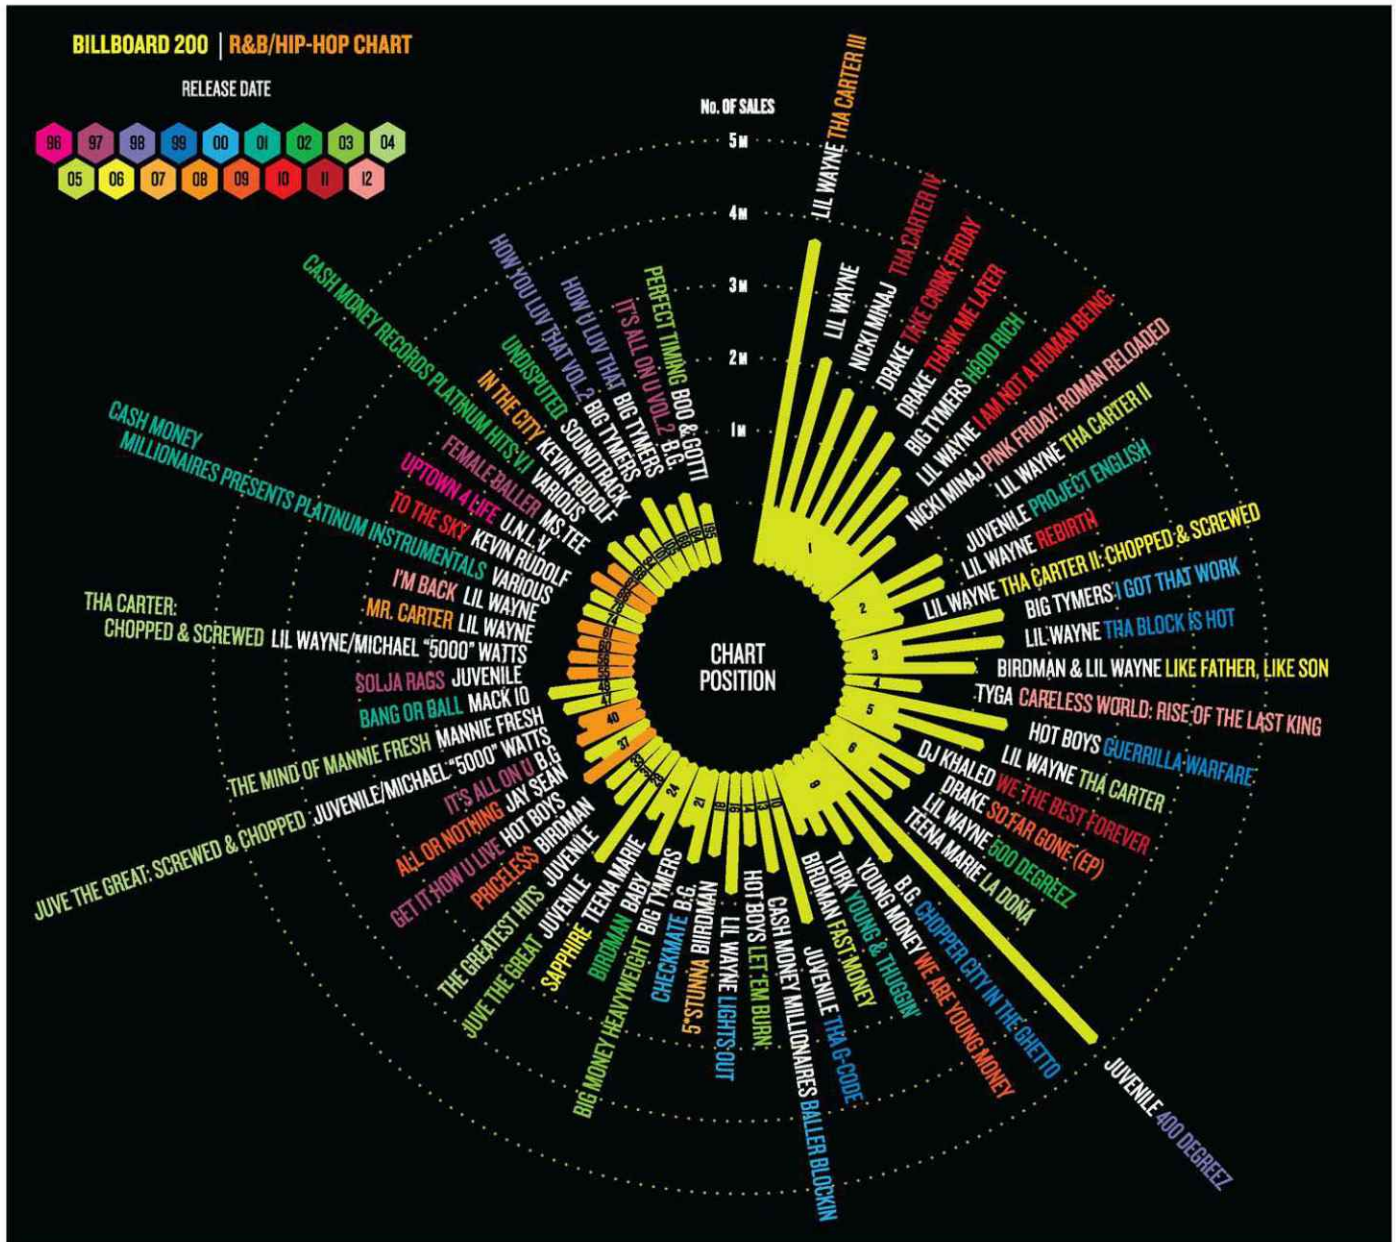 BILLBOARD 200 | R&B/HIP-HOP CHART
RELEASE DATE
96 97 98 99 00 01 02 03 04
05 06 07 08 09 10 11 12
No. OF SALES
5M
4M
3M
2M
1M
CHART
POSITION
LIL WAYNE THA CARTER III
LIL WAYNE THA CARTER IV
NICKI MINAJ
DRAKE TAKE CARE
PINK FRIDAY
DRAKE THANK ME LATER
BIG TYMERS HOOD RICH
LIL WAYNE I AM NOT A HUMAN BEING
NICKI MINAJ PINK FRIDAY: ROMAN RELOADED
LIL WAYNE THA CARTER II
JUVENILE PROJECT ENGLISH
LIL WAYNE REBIRTH
LIL WAYNE THA CARTER II: CHOPPED & SCREWED
BIG TYMERS I GOT THAT WORK
LIL WAYNE THA BLOCK IS HOT
BIRDMAN & LIL WAYNE LIKE FATHER, LIKE SON
TYGA CARELESS WORLD: RISE OF THE LAST KING
HOT BOYS GUERRILLA WARFARE
LIL WAYNE THA CARTER
DJ KHALED WE THE BEST FOREVER
DRAKE SO FAR GONE (EP)
LIL WAYNE 500 DEGREEZ
TEENA MARIE LA DOÑA
JUVENILE 400 DEGREEZ
B.G. CHOPPER CITY IN THE GHETTO
YOUNG MONEY WE ARE YOUNG MONEY
TURK YOUNG & THUGGIN'
BIRDMAN FAST MONEY
JUVENILE THA G-CODE
CASH MONEY MILLIONAIRES BALLER BLOCKIN
HOT BOYS LET 'EM BURN
LIL WAYNE LIGHTS OUT
5*STUNNA BIIRDMAN
CHECKMATE B.G.
BIG MONEY HEAVYWEIGHT BIG TYMERS
BIRDMAN BABY
SAPPHIRE TEENA MARIE
JUVE THE GREAT JUVENILE
THE GREATEST HITS JUVENILE
PRICELESS BIRDMAN
GET IT HOW U LIVE HOT BOYS
ALL OR NOTHING JAY SEAN
IT'S ALL ON U B.G
JUVE THE GREAT: SCREWED & CHOPPED JUVENILE/MICHAEL "5000" WATTS
THE MIND OF MANNIE FRESH MANNIE FRESH
BANG OR BALL MACK 10
SOLJA RAGS JUVENILE
THA CARTER:
CHOPPED & SCREWED LIL WAYNE/MICHAEL "5000" WATTS
MR. CARTER LIL WAYNE
I'M BACK LIL WAYNE
CASH MONEY
MILLIONAIRES PRESENTS PLATINUM INSTRUMENTALS VARIOUS
TO THE SKY KEVIN RUDOLF
UPTOWN 4 LIFE U.N.L.V.
FEMALE BALLER MS. TEE
CASH MONEY RECORDS PLATINUM HITS V.1 VARIOUS
IN THE CITY KEVIN RUDOLF
UNDISPUTED SOUNDTRACK
HOW YOU LUV THAT VOL.2 BIG TYMERS
HOW U LUV THAT BIG TYMERS
IT'S ALL ON U VOL.2 B.G.
PERFECT TIMING BOO & GOTTI
1
2
3
4
5
6
9
21
24
37
40